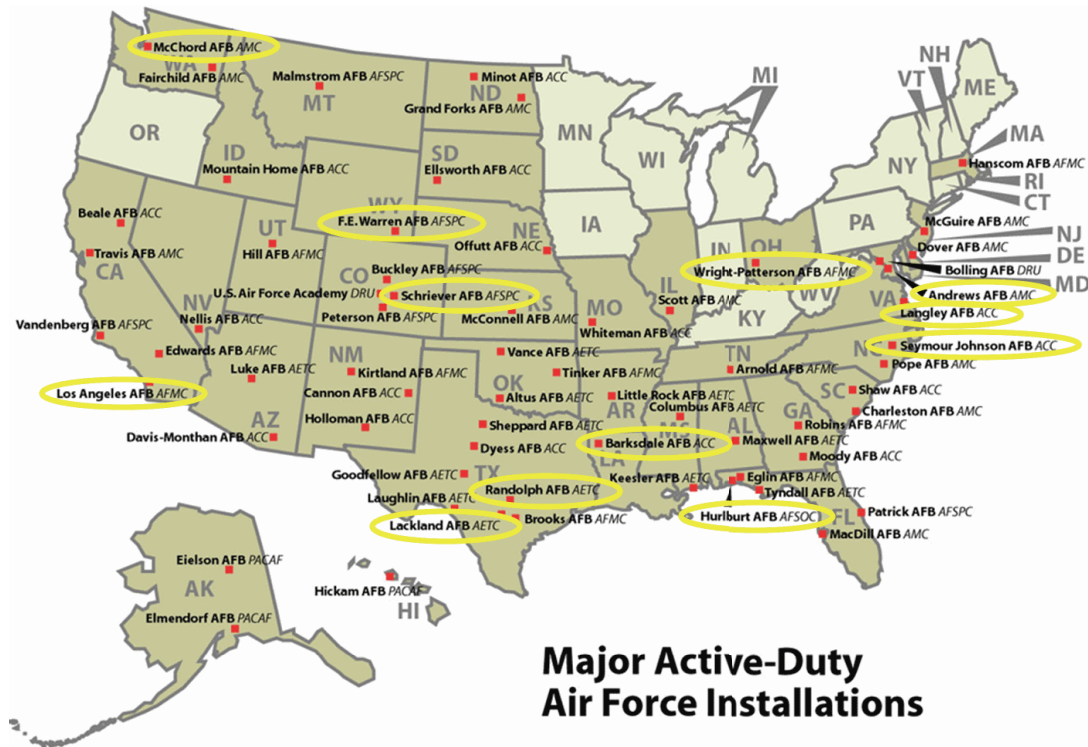 McChord AFB AMC
WA
Fairchild AFB AMC
Malmstrom AFB AFSPC
MT
Minot AFB ACC
ND
Grand Forks AFB AMC
MN
WI
MI
VT
NH
ME
MA
NY
Hanscom AFB AFMC
RI
CT
OR
ID
Mountain Home AFB ACC
SD
Ellsworth AFB ACC
WY
F.E. Warren AFB AFSPC
NE
Offutt AFB ACC
IA
IN
OH
PA
McGuire AFB AMC
NJ
Dover AFB AMC
DE
Bolling AFB DRU
MD
Beale AFB ACC
Travis AFB AMC
CA
NV
UT
Hill AFB AFMC
CO
Buckley AFB AFSPC
U.S. Air Force Academy DRU
Schriever AFB AFSPC
Peterson AFB AFSPC
KS
McConnell AFB AMC
MO
Whiteman AFB ACC
IL
Scott AFB AMC
Wright-Patterson AFB AFMC
KY
WV
VA
Andrews AFB AMC
Langley AFB ACC
Vandenberg AFB AFSPC
Nellis AFB ACC
Edwards AFB AFMC
Los Angeles AFB AFMC
Luke AFB AETC
AZ
Davis-Monthan AFB ACC
NM
Kirtland AFB AFMC
Cannon AFB ACC
Holloman AFB ACC
Vance AFB AETC
OK
Tinker AFB AFMC
Altus AFB AETC
Sheppard AFB AETC
Dyess AFB ACC
Goodfellow AFB AETC
TX
Laughlin AFB AETC
Randolph AFB AETC
Lackland AFB AETC
Brooks AFB AFMC
Little Rock AFB AETC
AR
Columbus AFB AETC
MS
Barksdale AFB ACC
LA
Keesler AFB AETC
TN
Arnold AFB AFMC
AL
Maxwell AFB AETC
GA
Robins AFB AFMC
Moody AFB ACC
Seymour Johnson AFB ACC
Pope AFB AMC
SC
Shaw AFB ACC
Charleston AFB AMC
Eglin AFB AFMC
Tyndall AFB AETC
Hurlburt AFB AFSOC
FL
Patrick AFB AFSPC
MacDill AFB AMC
Eielson AFB PACAF
AK
Elmendorf AFB PACAF
Hickam AFB PACAF
HI
Major Active-Duty
Air Force Installations